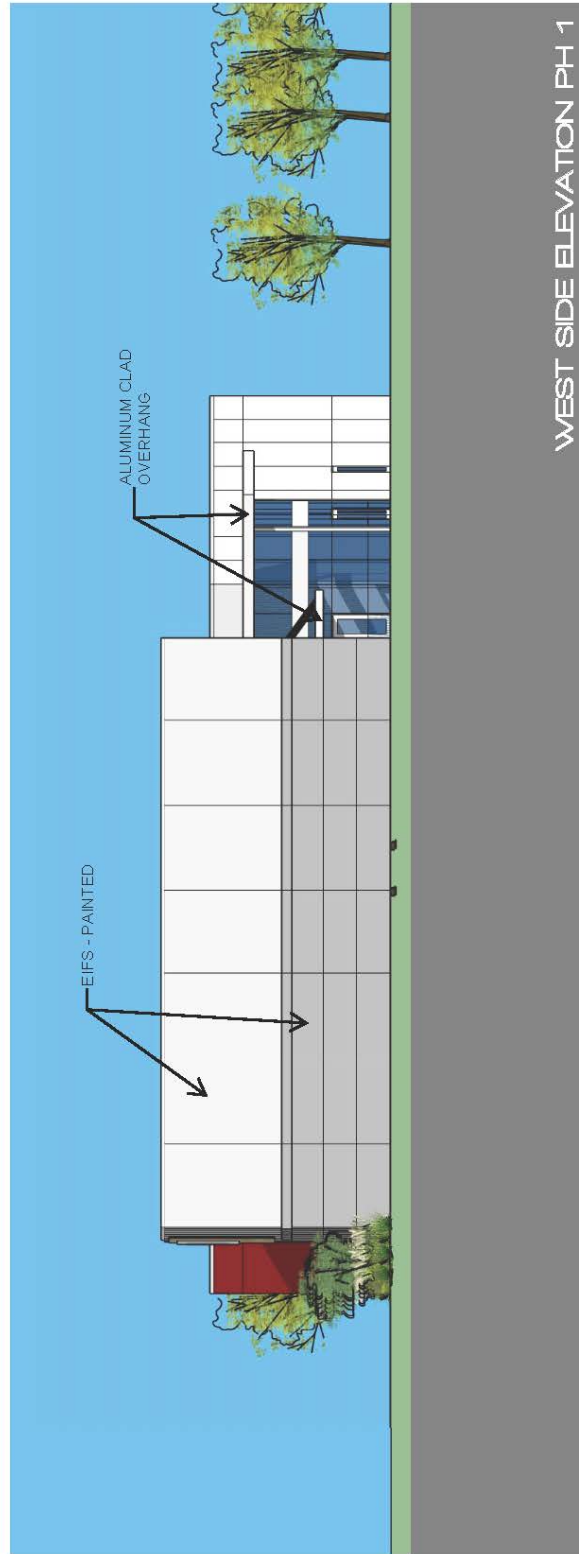 EIFS - PAINTED
ALUMINUM CLAD
OVERHANG
WEST SIDE ELEVATION PH 1